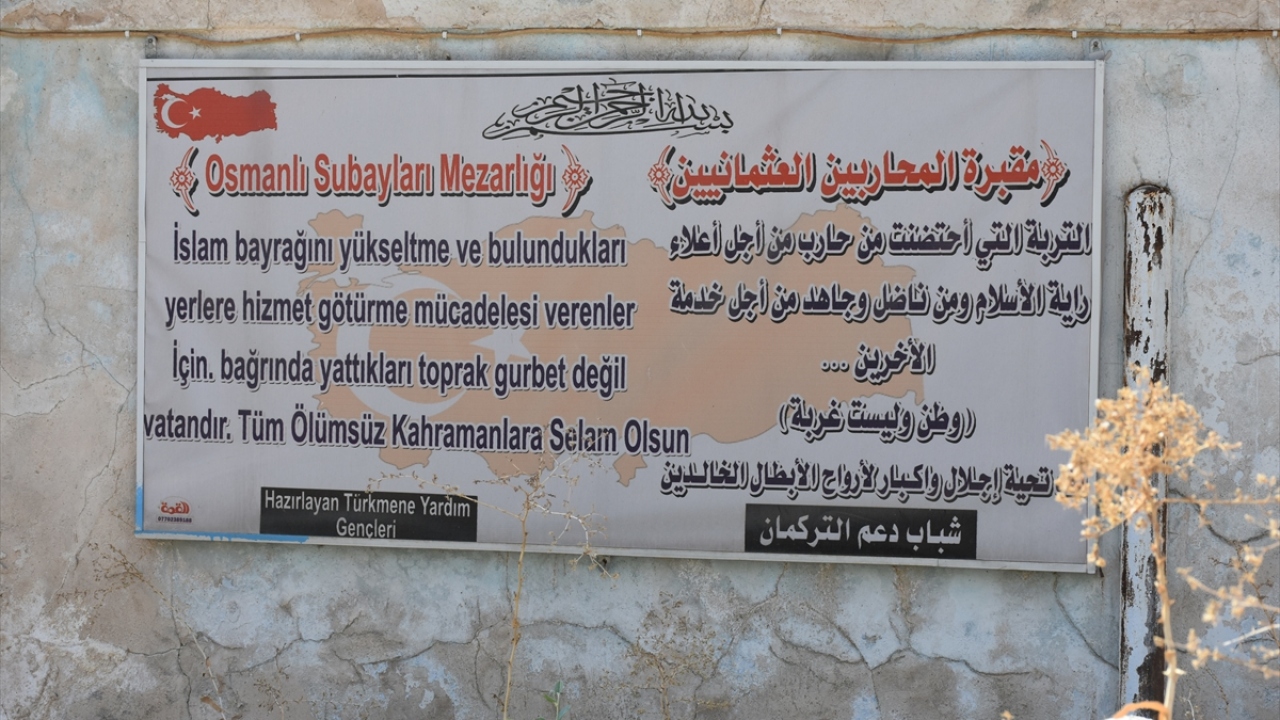 بسم الله الرحمن الرحيم
Osmanlı Subayları Mezarlığı
İslam bayrağını yükseltme ve bulundukları
yerlere hizmet götürme mücadelesi verenler
İçin. bağrında yattıkları toprak gurbet değil
vatandır. Tüm Ölümsüz Kahramanlara Selam Olsun
Hazırlayan Türkmene Yardım
Gençleri
مقبرة المحاربين العثمانيين
التربة التي أحتضنت من حارب من أجل أعلاء
راية الأسلام ومن ناضل وجاهد من أجل خدمة
الأخرين ...
(وطن وليست غربة)
تحية إجلال واكبار لأرواح الأبطال الخالدين
شباب دعم التركمان